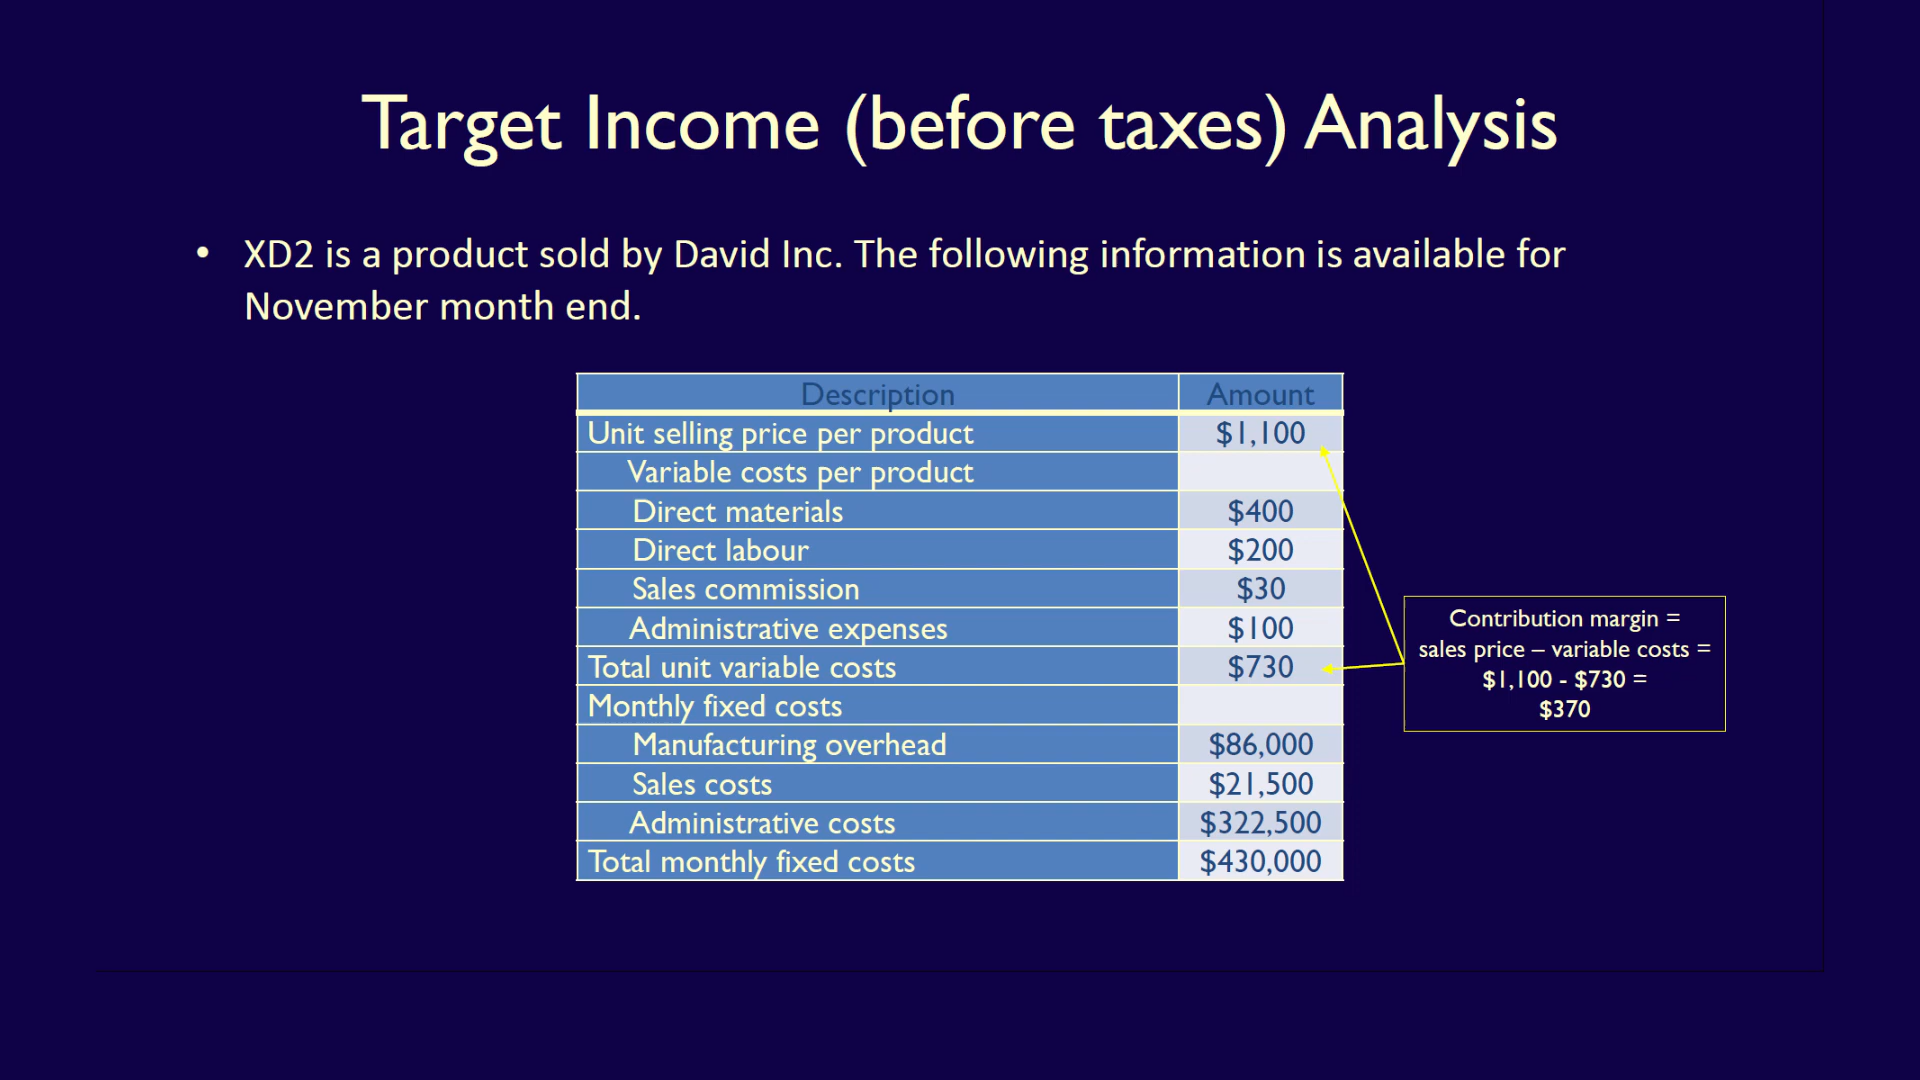 Target Income (before taxes) Analysis
• XD2 is a product sold by David Inc. The following information is available for
November month end.
Description Amount
Unit selling price per product $1,100
Variable costs per product
Direct materials $400
Direct labour $200
Sales commission $30
Administrative expenses $100
Total unit variable costs $730
Monthly fixed costs
Manufacturing overhead $86,000
Sales costs $21,500
Administrative costs $322,500
Total monthly fixed costs $430,000
Contribution margin =
sales price – variable costs =
$1,100 - $730 =
$370